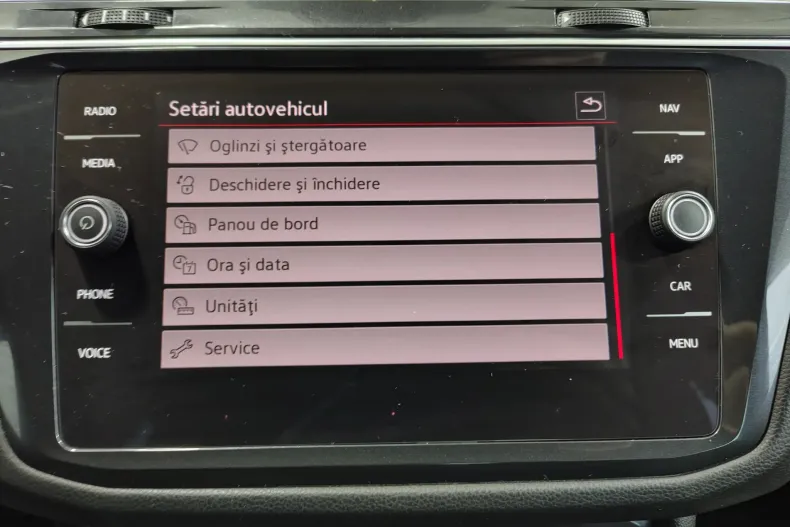 RADIO
MEDIA
PHONE
VOICE
Setări autovehicul
Oglinzi şi ştergătoare
Deschidere şi închidere
Panou de bord
Ora şi data
7
Unităţi
Service
NAV
APP
CAR
MENU